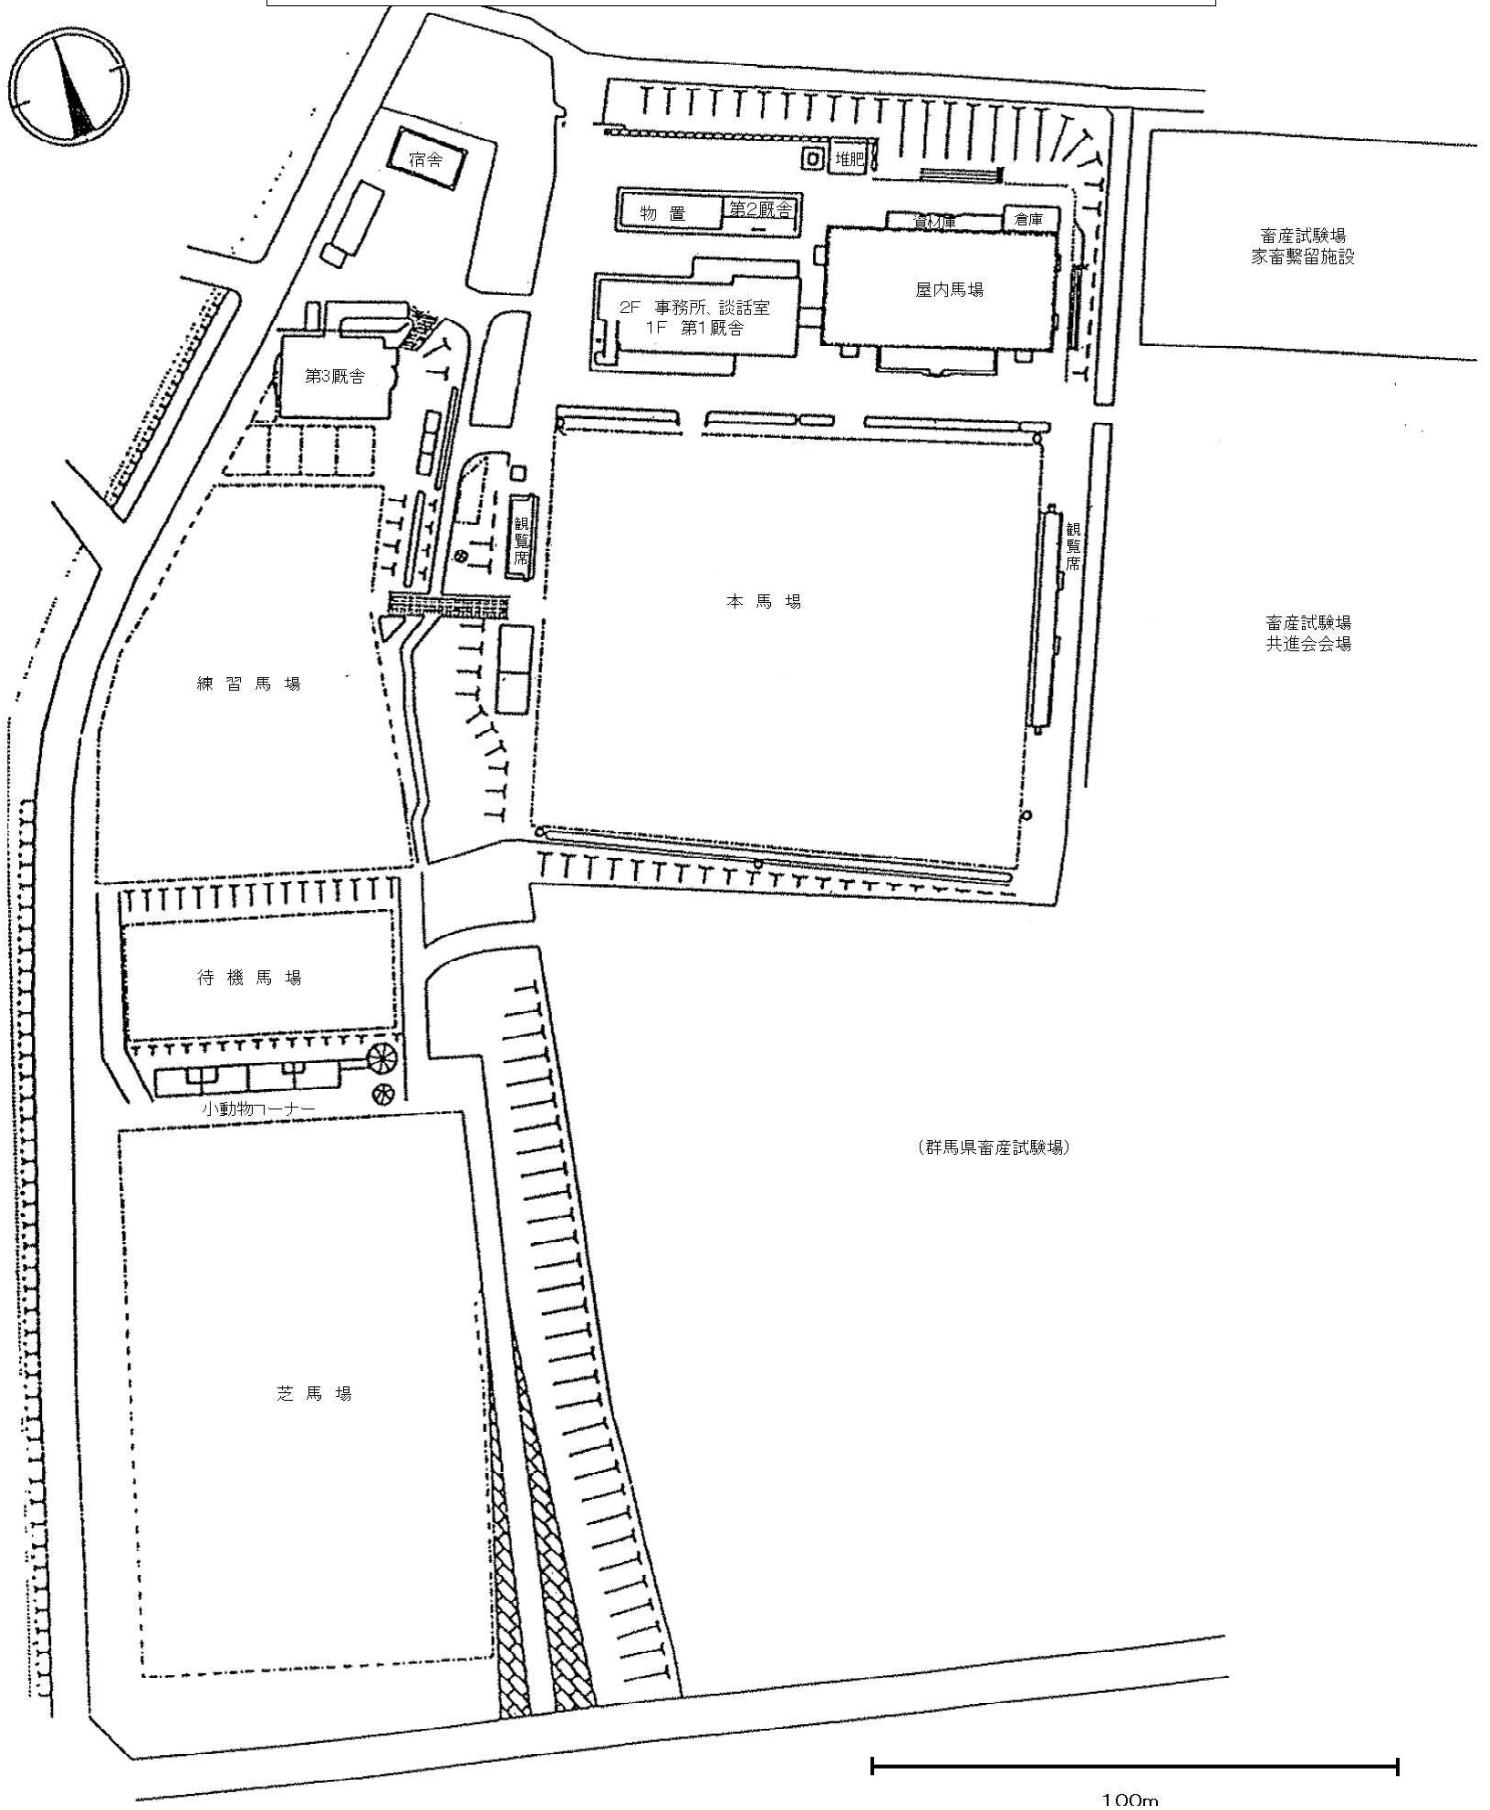 宿舎
堆肥
物置
第2厩舎
資材庫
倉庫
畜産試験場
家畜繋留施設
屋内馬場
2F 事務所、談話室
1F 第1厩舎
第3厩舎
観覧席
観覧席
本馬場
畜産試験場
共進会会場
練習馬場
待機馬場
小動物コーナー
(群馬県畜産試験場)
芝馬場
100m